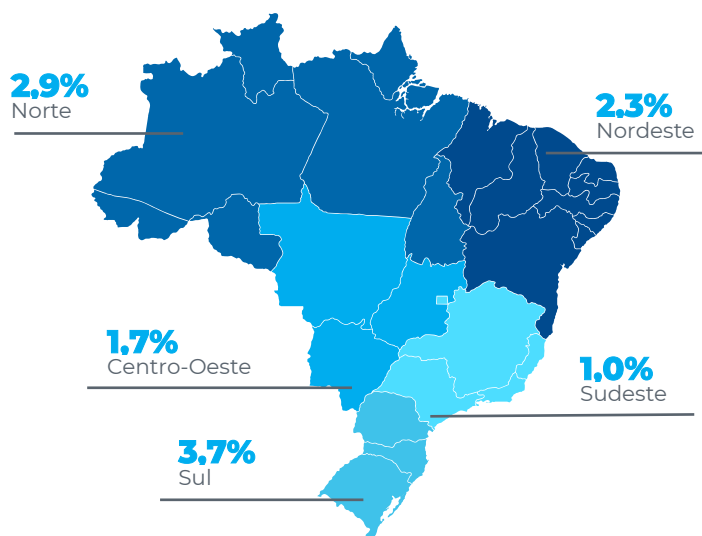 2,9%
Norte
2,3%
Nordeste
1,7%
Centro-Oeste
1,0%
Sudeste
3,7%
Sul